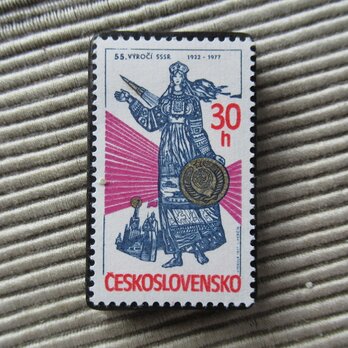 55. VÝROČÍ SSSR 1922 - 1977
30
h
ČESKOSLOVENSKO